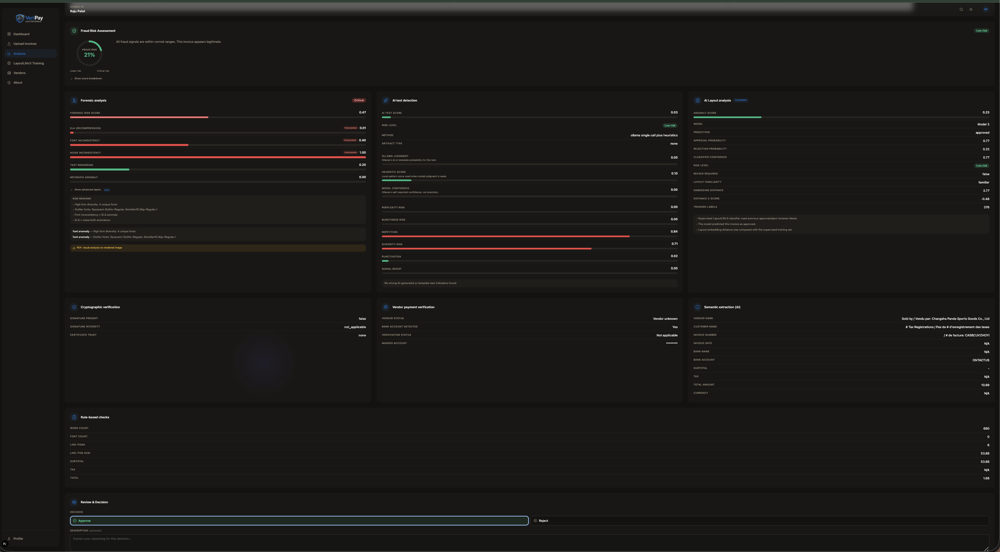 SIGNED IN
Raju Patel
RP
VeriPay
Dashboard
Upload invoices
Analysis
LayoutLMv3 Training
Vendors
About
Profile
N
Fraud Risk Assessment
Low risk
FRAUD RISK
21%
Lower risk
Critical risk
All fraud signals are within normal ranges. This invoice appears legitimate.
Show score breakdown
Forensic analysis
Critical
FORENSIC RISK SCORE 0.47
ELA (RECOMPRESSION) TRIGGERED 0.01
FONT INCONSISTENCY TRIGGERED 0.40
NOISE INCONSISTENCY TRIGGERED 1.00
TEXT RENDERING 0.20
METADATA ANOMALY 0.00
Show advanced layers RAN
RISK REASONS
• High font diversity: 4 unique fonts
• Outlier fonts: Sazanami-Gothic-Regular, NotoSerifCJKjp-Regular-I
• Font inconsistency + ELA anomaly
• ELA + noise both anomalous
font anomaly — High font diversity: 4 unique fonts
font anomaly — Outlier fonts: Sazanami-Gothic-Regular, NotoSerifCJKjp-Regular-I
PDF: visual analysis on rendered image
AI text detection
AI TEXT SCORE 0.03
RISK LEVEL Low risk
METHOD ollama single call plus heuristics
ARTIFACT TYPE none
OLLAMA JUDGMENT 0.00
Ollama's AI or template probability for this text.
HEURISTIC SCORE 0.10
Local pattern score used when model judgment is weak.
MODEL CONFIDENCE 0.00
Ollama's self-reported confidence, not precision.
PERPLEXITY RISK 0.00
BURSTINESS RISK 0.00
REPETITION 0.84
DIVERSITY RISK 0.71
PUNCTUATION 0.02
SIGNAL BOOST 0.00
No strong AI-generated or template-text indicators found.
AI Layout analysis Complete
ANOMALY SCORE 0.23
MODEL Model 3
PREDICTION approved
APPROVAL PROBABILITY 0.77
REJECTION PROBABILITY 0.23
CLASSIFIER CONFIDENCE 0.77
RISK LEVEL Low risk
REVIEW REQUIRED false
LAYOUT FAMILIARITY familiar
EMBEDDING DISTANCE 3.77
DISTANCE Z-SCORE -0.48
TRAINING LABELS 376
• Supervised LayoutLMv3 classifier used previous approve/reject reviewer labels.
• The model predicted this invoice as approved.
• Layout embedding distance was compared with the supervised training set.
Cryptographic verification
SIGNATURE PRESENT false
SIGNATURE INTEGRITY not_applicable
CERTIFICATE TRUST none
Vendor payment verification
VENDOR STATUS Vendor unknown
BANK ACCOUNT DETECTED Yes
VERIFICATION STATUS Not applicable
MASKED ACCOUNT ********
Semantic extraction (AI)
VENDOR NAME Sold by / Vendu par: Changsha Panda Sports Goods Co., Ltd
CUSTOMER NAME # Tax Registrations / Pas de # d'enregistrement des taxes
INVOICE NUMBER / # de facture: CA5BCUVZHOYI
INVOICE DATE N/A
BANK NAME N/A
BANK ACCOUNT ONTACTUS
SUBTOTAL -
TAX N/A
TOTAL AMOUNT 10.89
CURRENCY N/A
Rule-based checks
WORD COUNT 680
FONT COUNT 0
LINE ITEMS 6
LINE ITEM SUM 53.88
SUBTOTAL 53.88
TAX N/A
TOTAL 1.68
Review & Decision
DECISION
Approve
Reject
DESCRIPTION (optional)
Explain your reasoning for this decision...